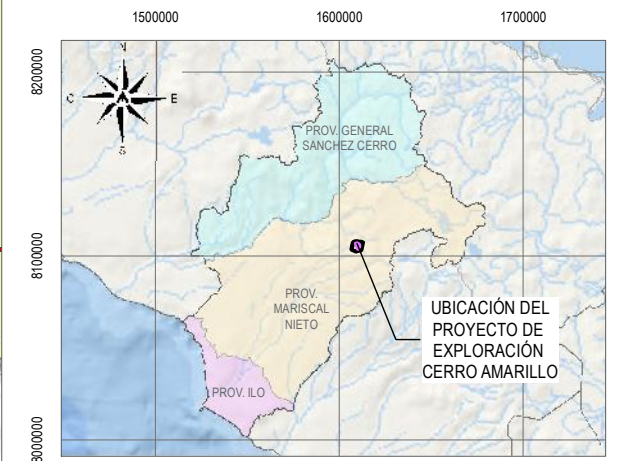 1500000
1600000
1700000
8200000
8100000
8000000
N
E
S
PROV. GENERAL
SANCHEZ CERRO
PROV.
MARISCAL
NIETO
PROV. ILO
UBICACIÓN DEL
PROYECTO DE
EXPLORACIÓN
CERRO AMARILLO